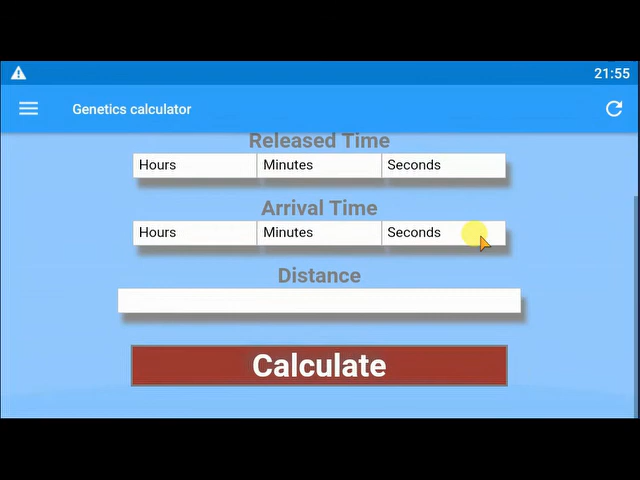 21:55
Genetics calculator
Released Time
Hours Minutes Seconds
Arrival Time
Hours Minutes Seconds
Distance
Calculate